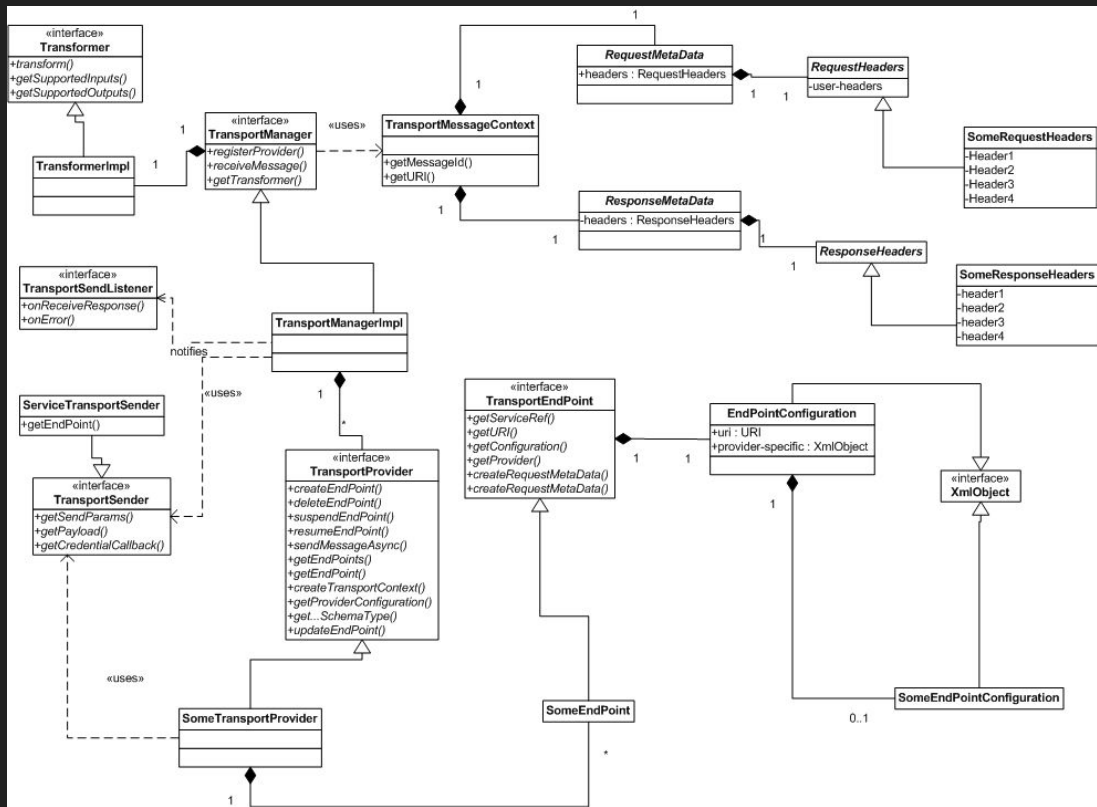 «interface»
Transformer
+transform()
+getSupportedInputs()
+getSupportedOutputs()
TransformerImpl
1
1
«interface»
TransportManager
+registerProvider()
+receiveMessage()
+getTransformer()
«uses»
TransportMessageContext
+getMessageId()
+getURI()
1
1
RequestMetaData
+headers : RequestHeaders
1
1
RequestHeaders
-user-headers
SomeRequestHeaders
-Header1
-Header2
-Header3
-Header4
1
1
ResponseMetaData
-headers : ResponseHeaders
1
1
ResponseHeaders
SomeResponseHeaders
-header1
-header2
-header3
-header4
«interface»
TransportSendListener
+onReceiveResponse()
+onError()
notifies
TransportManagerImpl
«uses»
1
*
ServiceTransportSender
+getEndPoint()
«interface»
TransportSender
+getSendParams()
+getPayload()
+getCredentialCallback()
«interface»
TransportProvider
+createEndPoint()
+deleteEndPoint()
+suspendEndPoint()
+resumeEndPoint()
+sendMessageAsync()
+getEndPoints()
+getEndPoint()
+createTransportContext()
+getProviderConfiguration()
+get...SchemaType()
+updateEndPoint()
«interface»
TransportEndPoint
+getServiceRef()
+getURI()
+getConfiguration()
+getProvider()
+createRequestMetaData()
+createRequestMetaData()
1
1
EndPointConfiguration
+uri : URI
+provider-specific : XmlObject
1
«interface»
XmlObject
«uses»
SomeTransportProvider
1
SomeEndPoint
*
SomeEndPointConfiguration
0..1